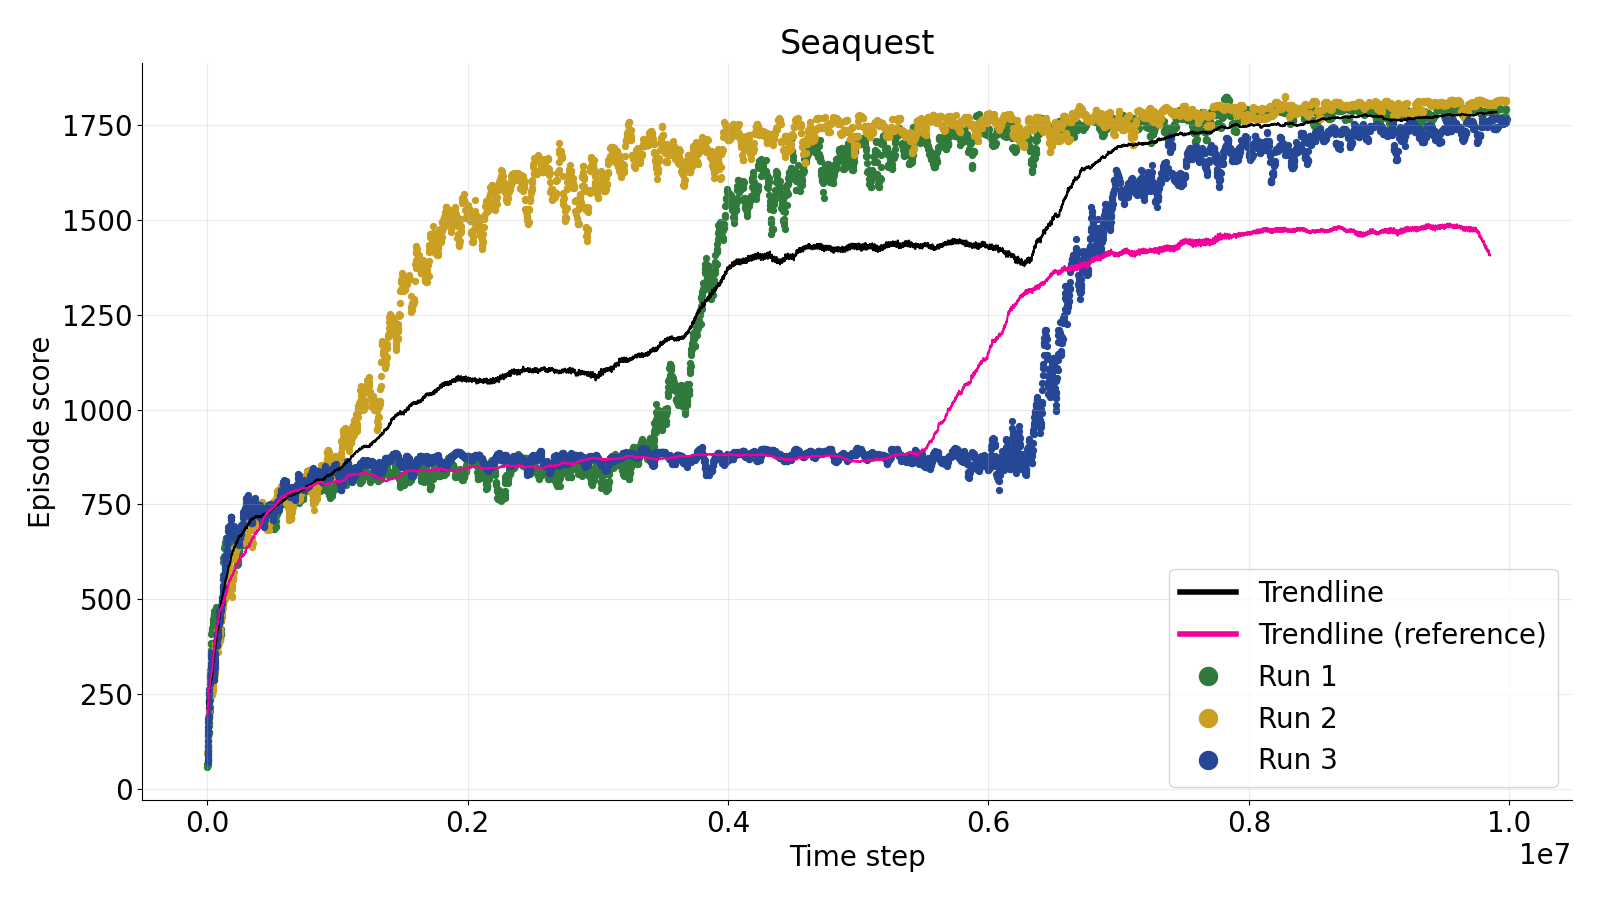 Seaquest
Episode score
1750
1500
1250
1000
750
500
250
0
0.0 0.2 0.4 0.6 0.8 1.0
1e7
Time step
Trendline
Trendline (reference)
Run 1
Run 2
Run 3